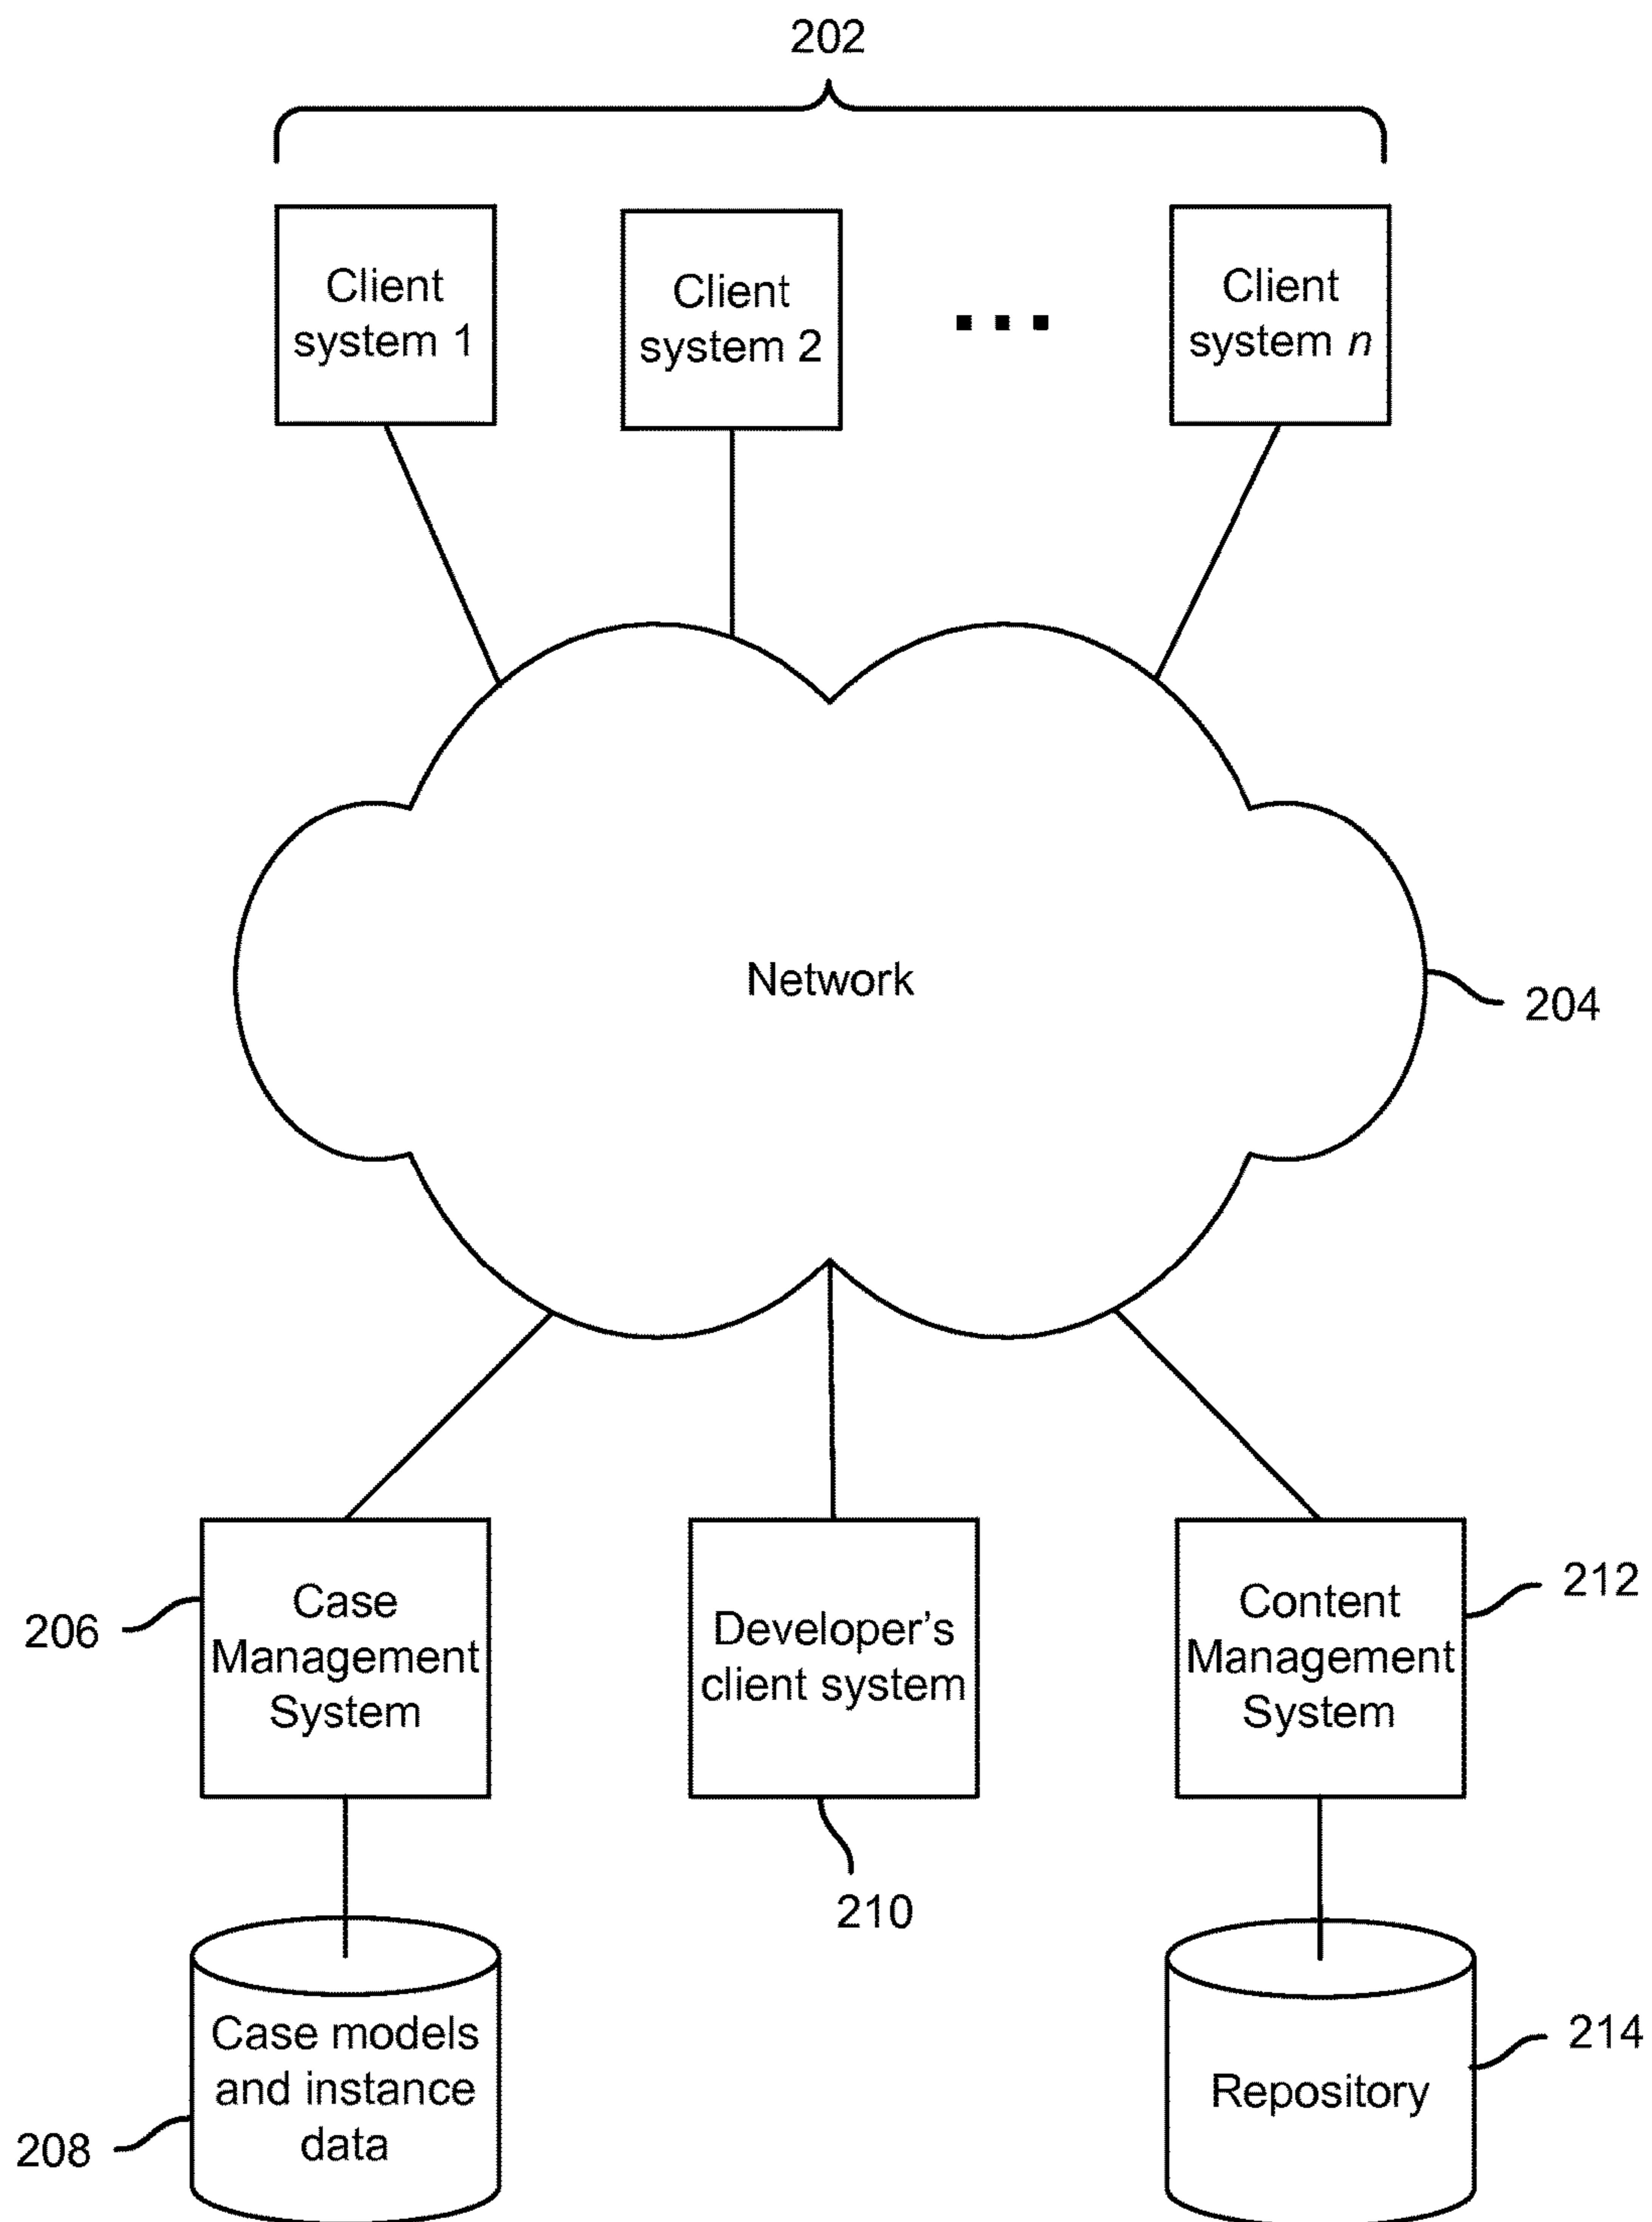 202
Client
system 1
Client
system 2
Client
system n
Network
204
206
Case
Management
System
Developer’s
client system
Content
Management
System
212
210
208
Case models
and instance
data
Repository
214